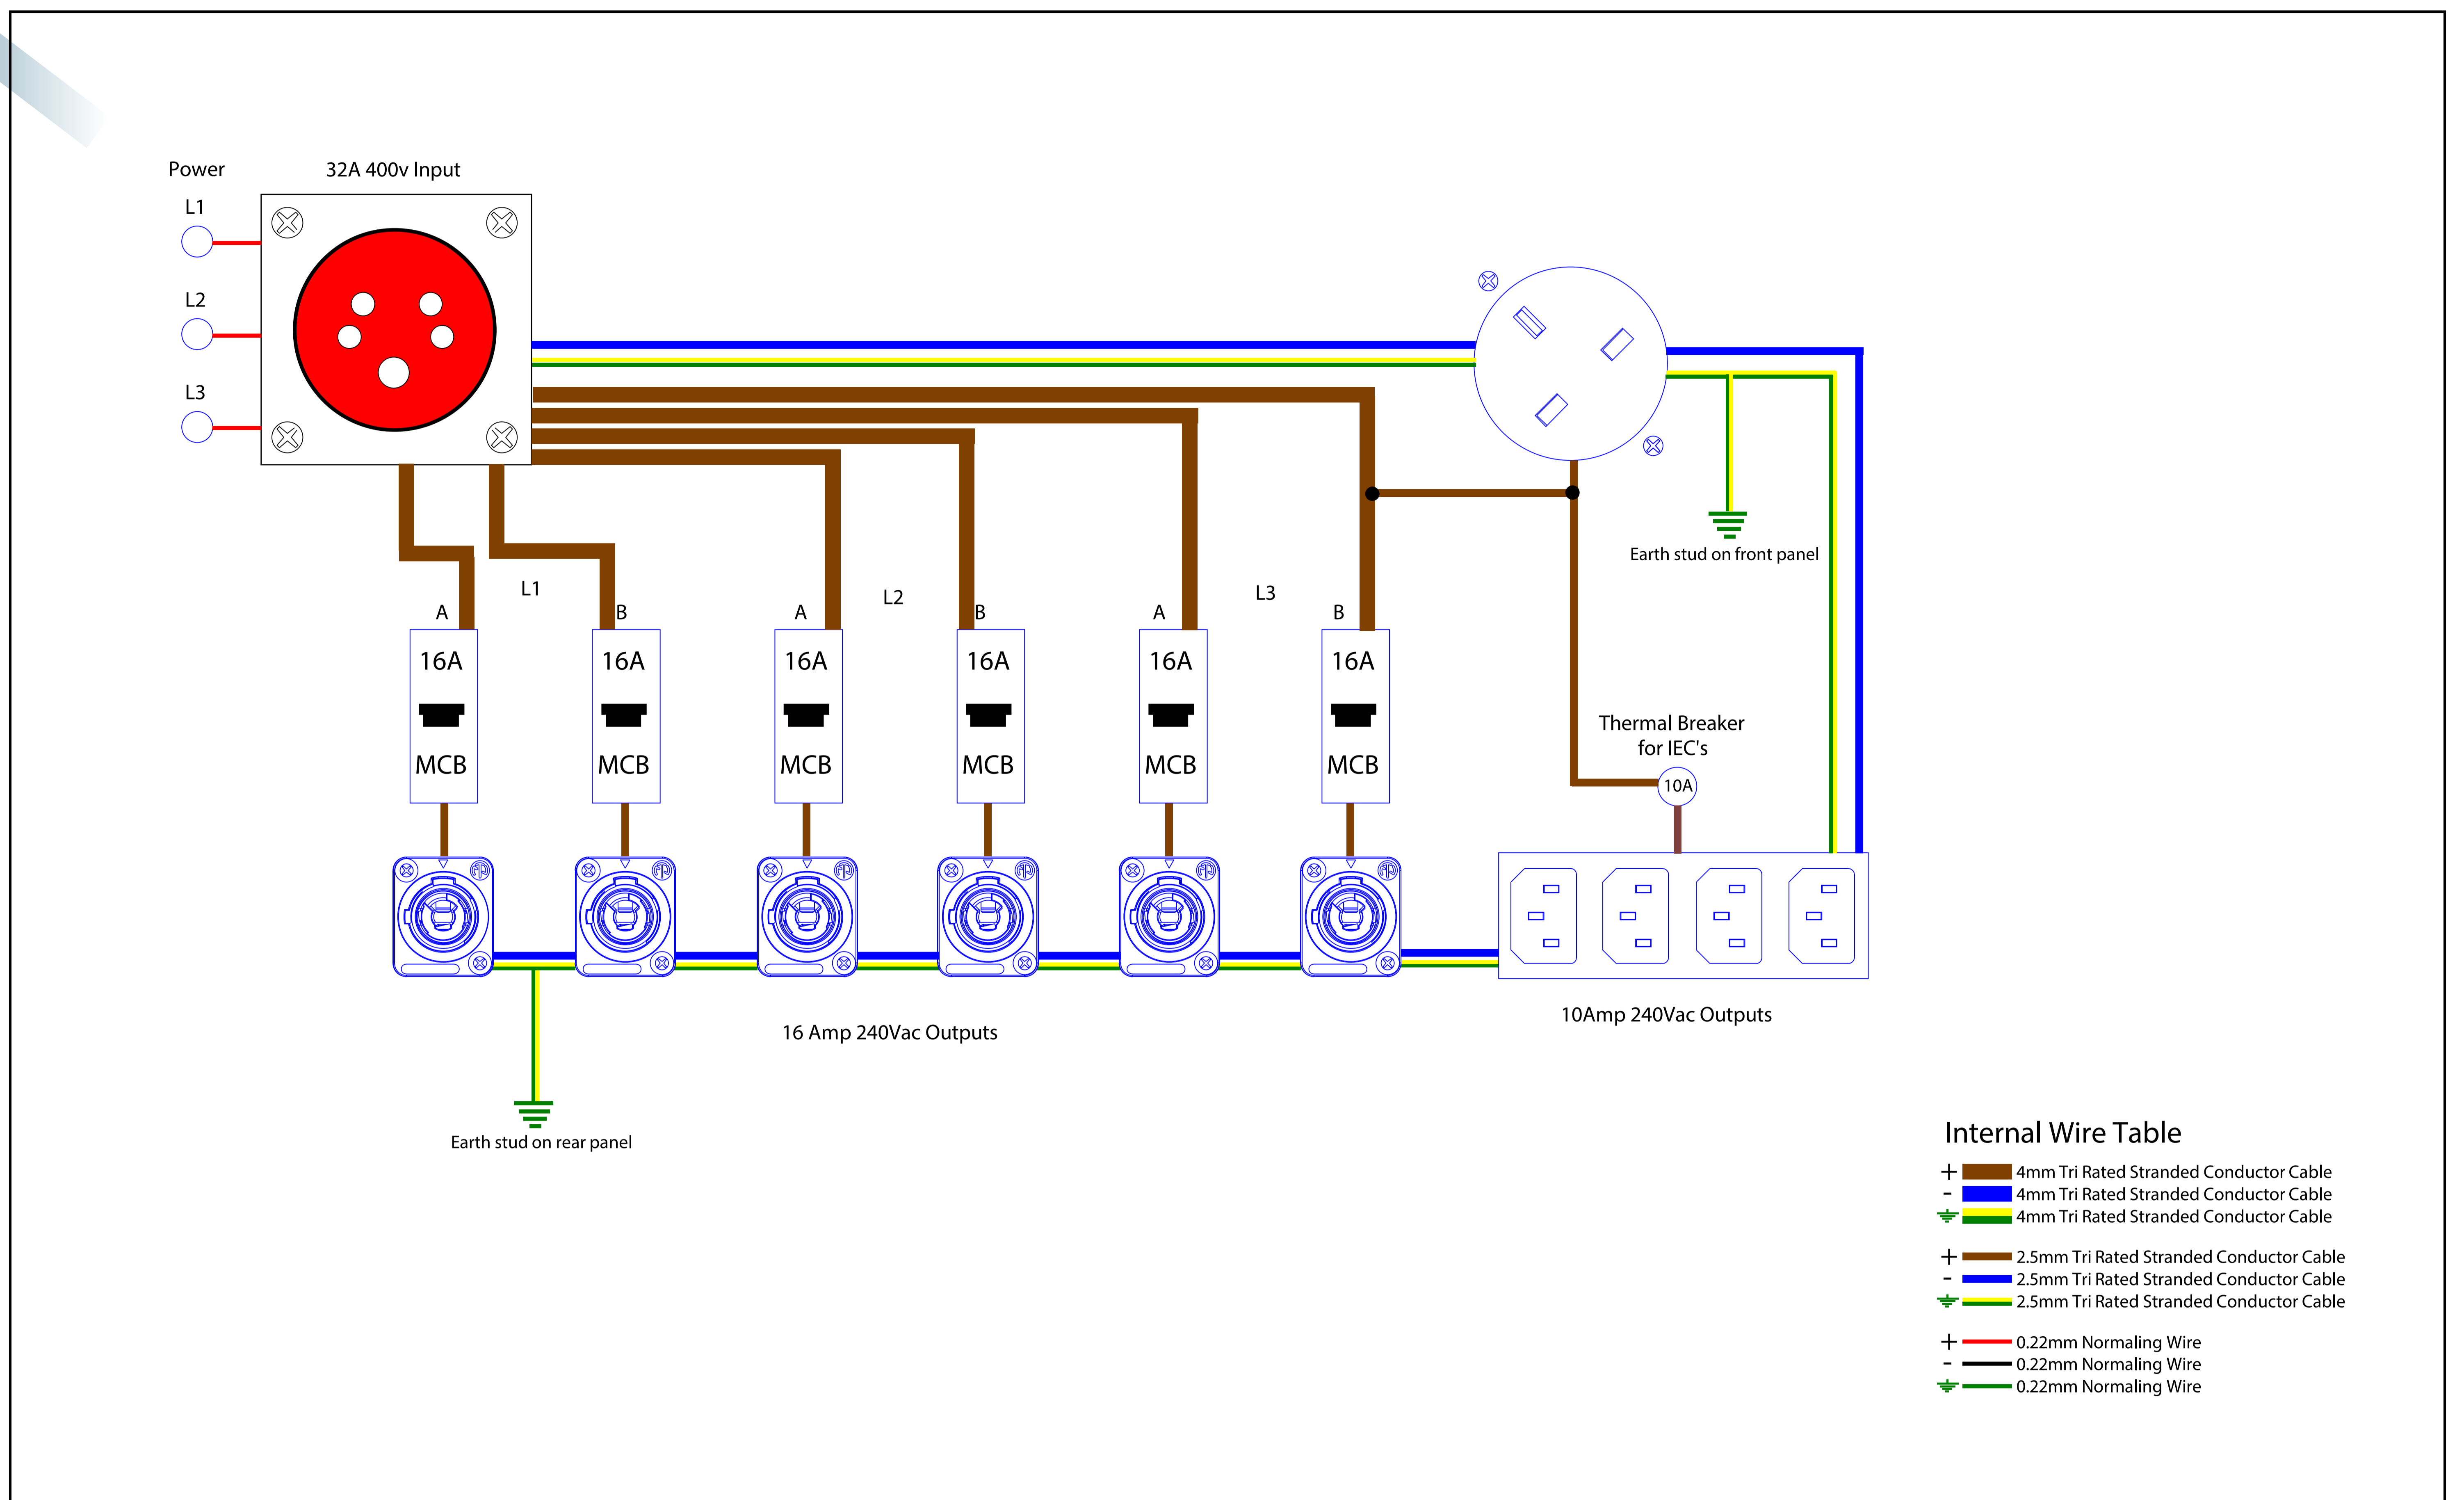 Power
32A 400v Input
L1
L2
L3
L1
L2
L3
A
B
A
B
A
B
16A
16A
16A
16A
16A
16A
MCB
MCB
MCB
MCB
MCB
MCB
Earth stud on front panel
Thermal Breaker
for IEC's
10A
16 Amp 240Vac Outputs
10Amp 240Vac Outputs
Earth stud on rear panel
Internal Wire Table
+ 4mm Tri Rated Stranded Conductor Cable
- 4mm Tri Rated Stranded Conductor Cable
4mm Tri Rated Stranded Conductor Cable
+ 2.5mm Tri Rated Stranded Conductor Cable
- 2.5mm Tri Rated Stranded Conductor Cable
2.5mm Tri Rated Stranded Conductor Cable
+ 0.22mm Normaling Wire
- 0.22mm Normaling Wire
0.22mm Normaling Wire